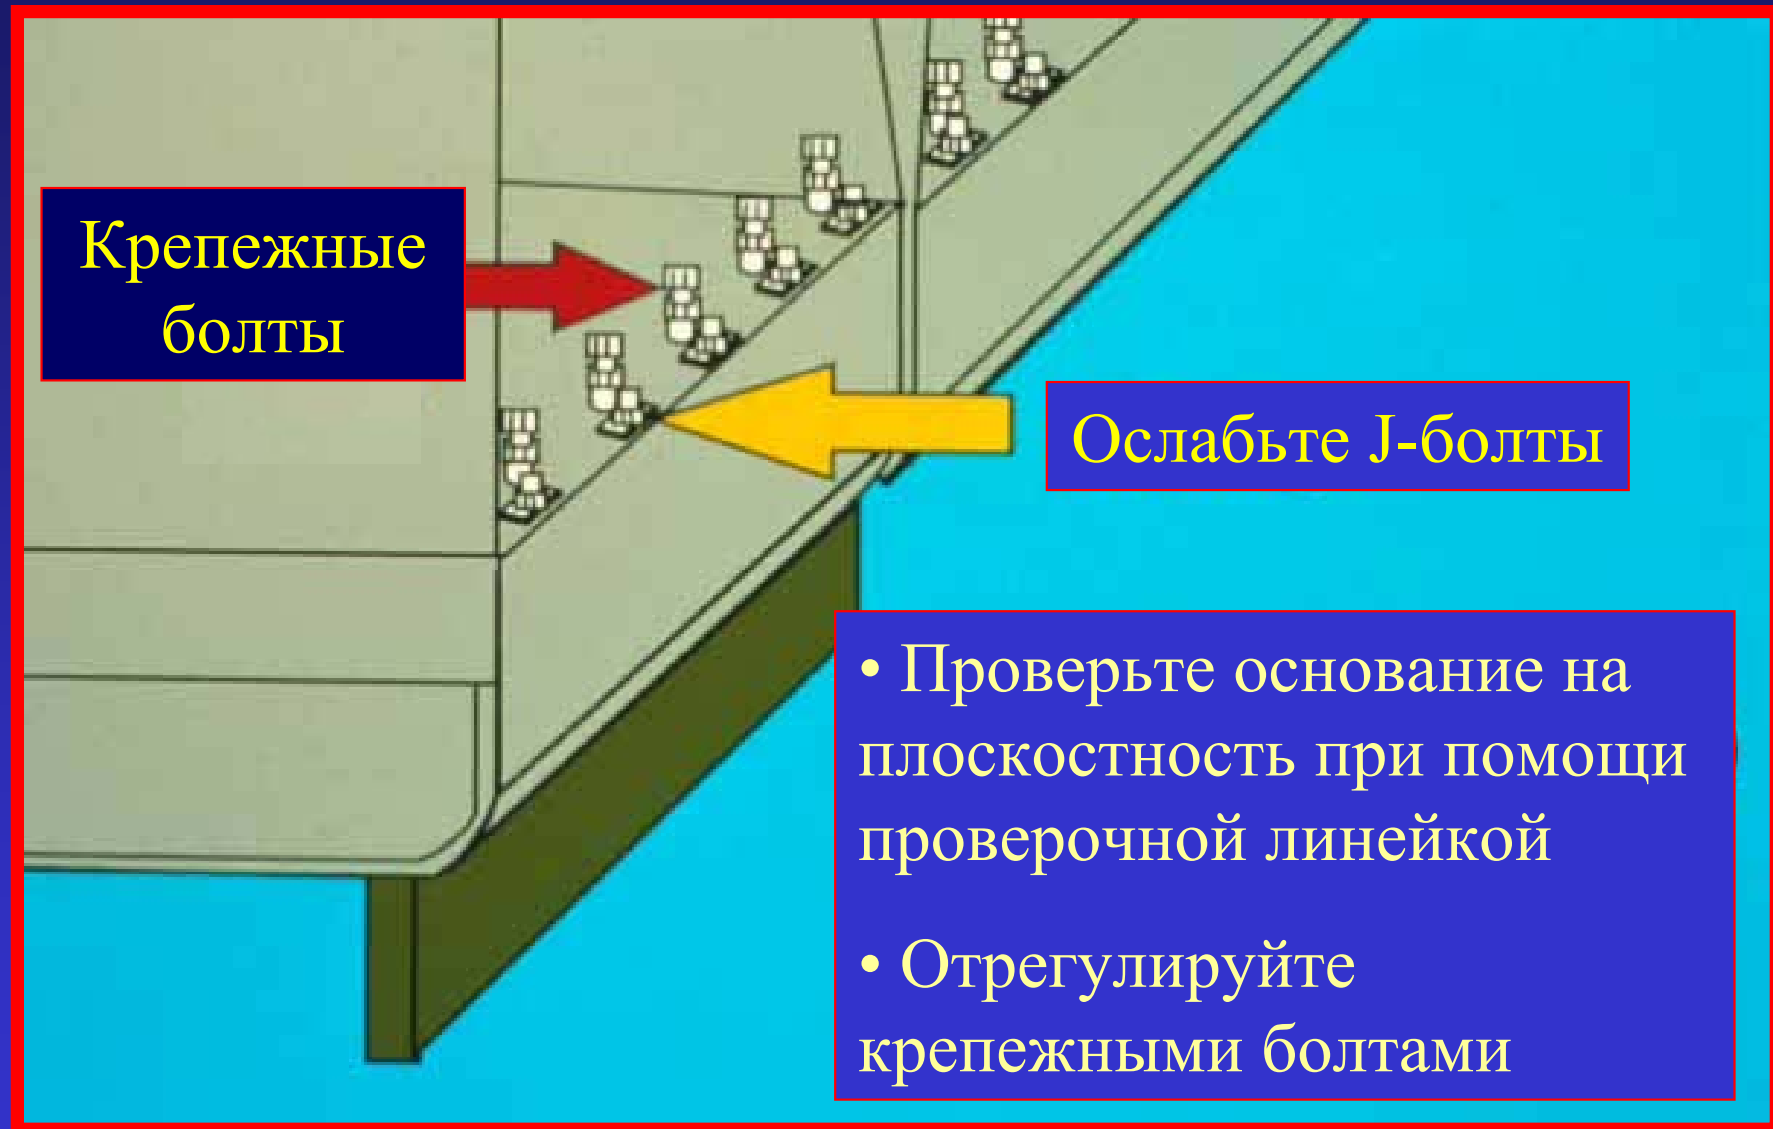 Крепежные
болты
Ослабьте J-болты
• Проверьте основание на
плоскостность при помощи
проверочной линейкой
• Отрегулируйте
крепежными болтами